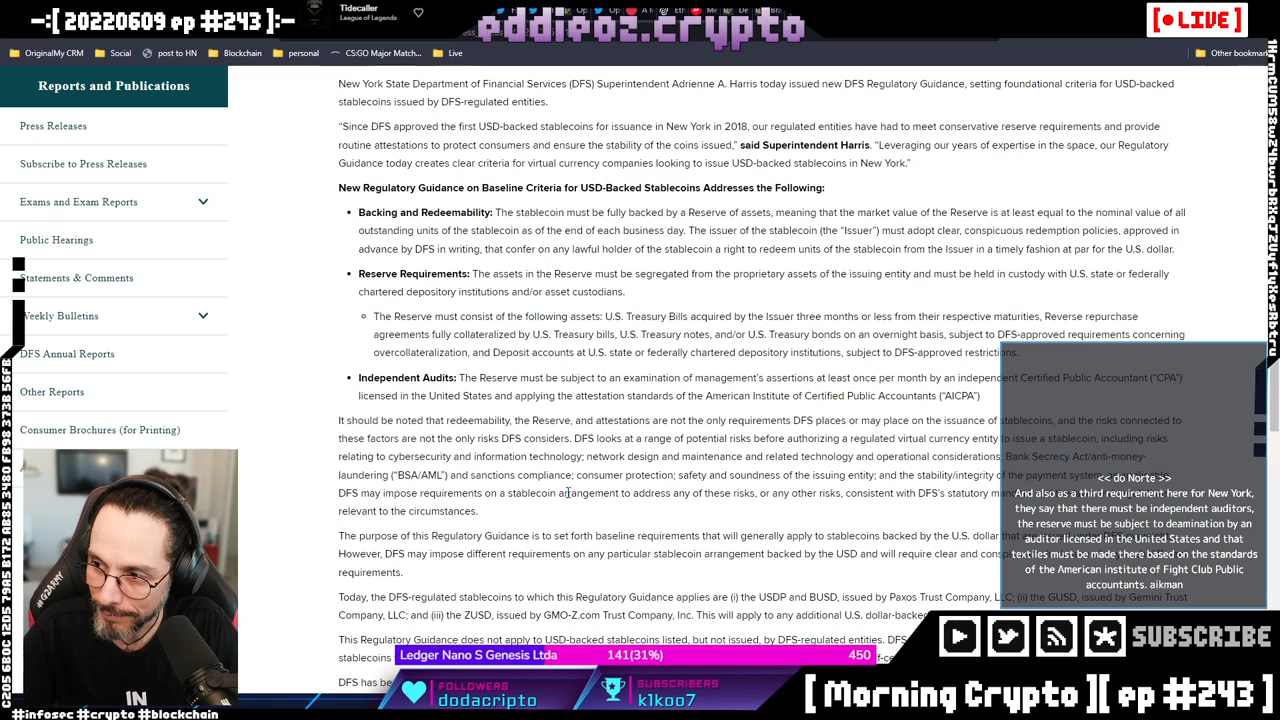 -:[ 20220609 ep #243 ]:-
Tidecaller
League of Legends
eddieoz.crypto
[ LIVE ]
OriginalMy CRM
Social
post to HN
Blockchain
personal
CS:GO Major Match...
Live
Other bookmar
Reports and Publications
Press Releases
Subscribe to Press Releases
Exams and Exam Reports
Public Hearings
Statements & Comments
Weekly Bulletins
DFS Annual Reports
Other Reports
Consumer Brochures (for Printing)
New York State Department of Financial Services (DFS) Superintendent Adrienne A. Harris today issued new DFS Regulatory Guidance, setting foundational criteria for USD-backed
stablecoins issued by DFS-regulated entities.
“Since DFS approved the first USD-backed stablecoins for issuance in New York in 2018, our regulated entities have had to meet conservative reserve requirements and provide
routine attestations to protect consumers and ensure the stability of the coins issued,” said Superintendent Harris. “Leveraging our years of expertise in the space, our Regulatory
Guidance today creates clear criteria for virtual currency companies looking to issue USD-backed stablecoins in New York.”
New Regulatory Guidance on Baseline Criteria for USD-Backed Stablecoins Addresses the Following:
• Backing and Redeemability: The stablecoin must be fully backed by a Reserve of assets, meaning that the market value of the Reserve is at least equal to the nominal value of all
outstanding units of the stablecoin as of the end of each business day. The issuer of the stablecoin (the “Issuer”) must adopt clear, conspicuous redemption policies, approved in
advance by DFS in writing, that confer on any lawful holder of the stablecoin a right to redeem units of the stablecoin from the Issuer in a timely fashion at par for the U.S. dollar.
• Reserve Requirements: The assets in the Reserve must be segregated from the proprietary assets of the issuing entity and must be held in custody with U.S. state or federally
chartered depository institutions and/or asset custodians.
The Reserve must consist of the following assets: U.S. Treasury Bills acquired by the Issuer three months or less from their respective maturities, Reverse repurchase
agreements fully collateralized by U.S. Treasury bills, U.S. Treasury notes, and/or U.S. Treasury bonds on an overnight basis, subject to DFS-approved requirements concerning
overcollateralization, and Deposit accounts at U.S. state or federally chartered depository institutions, subject to DFS-approved restrictions.
• Independent Audits: The Reserve must be subject to an examination of management’s assertions at least once per month by an independent Certified Public Accountant (“CPA”)
licensed in the United States and applying the attestation standards of the American Institute of Certified Public Accountants (“AICPA”)
It should be noted that redeemability, the Reserve, and attestations are not the only requirements DFS places or may place on the issuance of stablecoins, and the risks connected to
these factors are not the only risks DFS considers. DFS looks at a range of potential risks before authorizing a regulated virtual currency entity to issue a stablecoin, including risks
relating to cybersecurity and information technology; network design and maintenance and related technology and operational considerations; Bank Secrecy Act/anti-money-
laundering (“BSA/AML”) and sanctions compliance; consumer protection; safety and soundness of the issuing entity; and the stability/integrity of the payment system, as applicable.
DFS may impose requirements on a stablecoin arrangement to address any of these risks, or any other risks, consistent with DFS’s statutory
relevant to the circumstances.
The purpose of this Regulatory Guidance is to set forth baseline requirements that will generally apply to stablecoins backed by the U.S. dollar
However, DFS may impose different requirements on any particular stablecoin arrangement backed by the USD and will require clear and
requirements.
Today, the DFS-regulated stablecoins to which this Regulatory Guidance applies are (i) the USDP and BUSD, issued by Paxos Trust Company, LLC; (ii) the GUSD, issued by Gemini Trust
Company, LLC; and (iii) the ZUSD, issued by GMO-Z.com Trust Company, Inc. This will apply to any additional U.S. dollar-backed
This Regulatory Guidance does not apply to USD-backed stablecoins listed, but not issued, by DFS-regulated entities. DFS
stablecoins
DFS has be
<< do Norte >>
And also as a third requirement here for New York,
they say that there must be independent auditors,
the reserve must be subject to deamination by an
auditor licensed in the United States and that
textiles must be made there based on the standards
of the American institute of Fight Club Public
accountants. aikman
SUBSCRIBE
Ledger Nano S Genesis Ltda 141(31%) 450
FOLLOWERS
dodacripto
SUBSCRIBERS
k1koo7
[ Morning Crypto ][ ep #243 ]
#infosec #crypto #blockchain
#G2ARMY